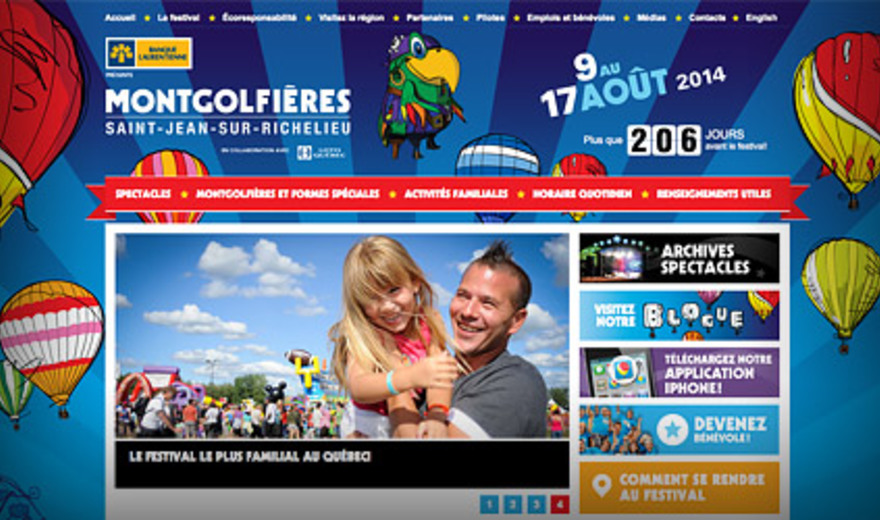 Accueil ★ Le festival ★ Écoresponsabilité ★ Visitez la région ★ Partenaires ★ Pilotes ★ Emplois et bénévoles ★ Médias ★ Contacts ★ English
BANQUE
LAURENTIENNE
PRÉSENTE
MONTGOLFIÈRES
SAINT-JEAN-SUR-RICHELIEU
EN COLLABORATION AVEC
LOTO
QUÉBEC
9 AU
17 AOÛT 2014
Plus que 206 JOURS
avant le festival!
SPECTACLES ★ MONTGOLFIÈRES ET FORMES SPÉCIALES ★ ACTIVITÉS FAMILIALES ★ HORAIRE QUOTIDIEN ★ RENSEIGNEMENTS UTILES
ARCHIVES
SPECTACLES
VISITEZ
NOTRE BLOGUE
TÉLÉCHARGEZ NOTRE
APPLICATION
IPHONE!
DEVENEZ
BÉNÉVOLE!
COMMENT SE RENDRE
AU FESTIVAL
LE FESTIVAL LE PLUS FAMILIAL AU QUÉBEC!
1 2 3 4